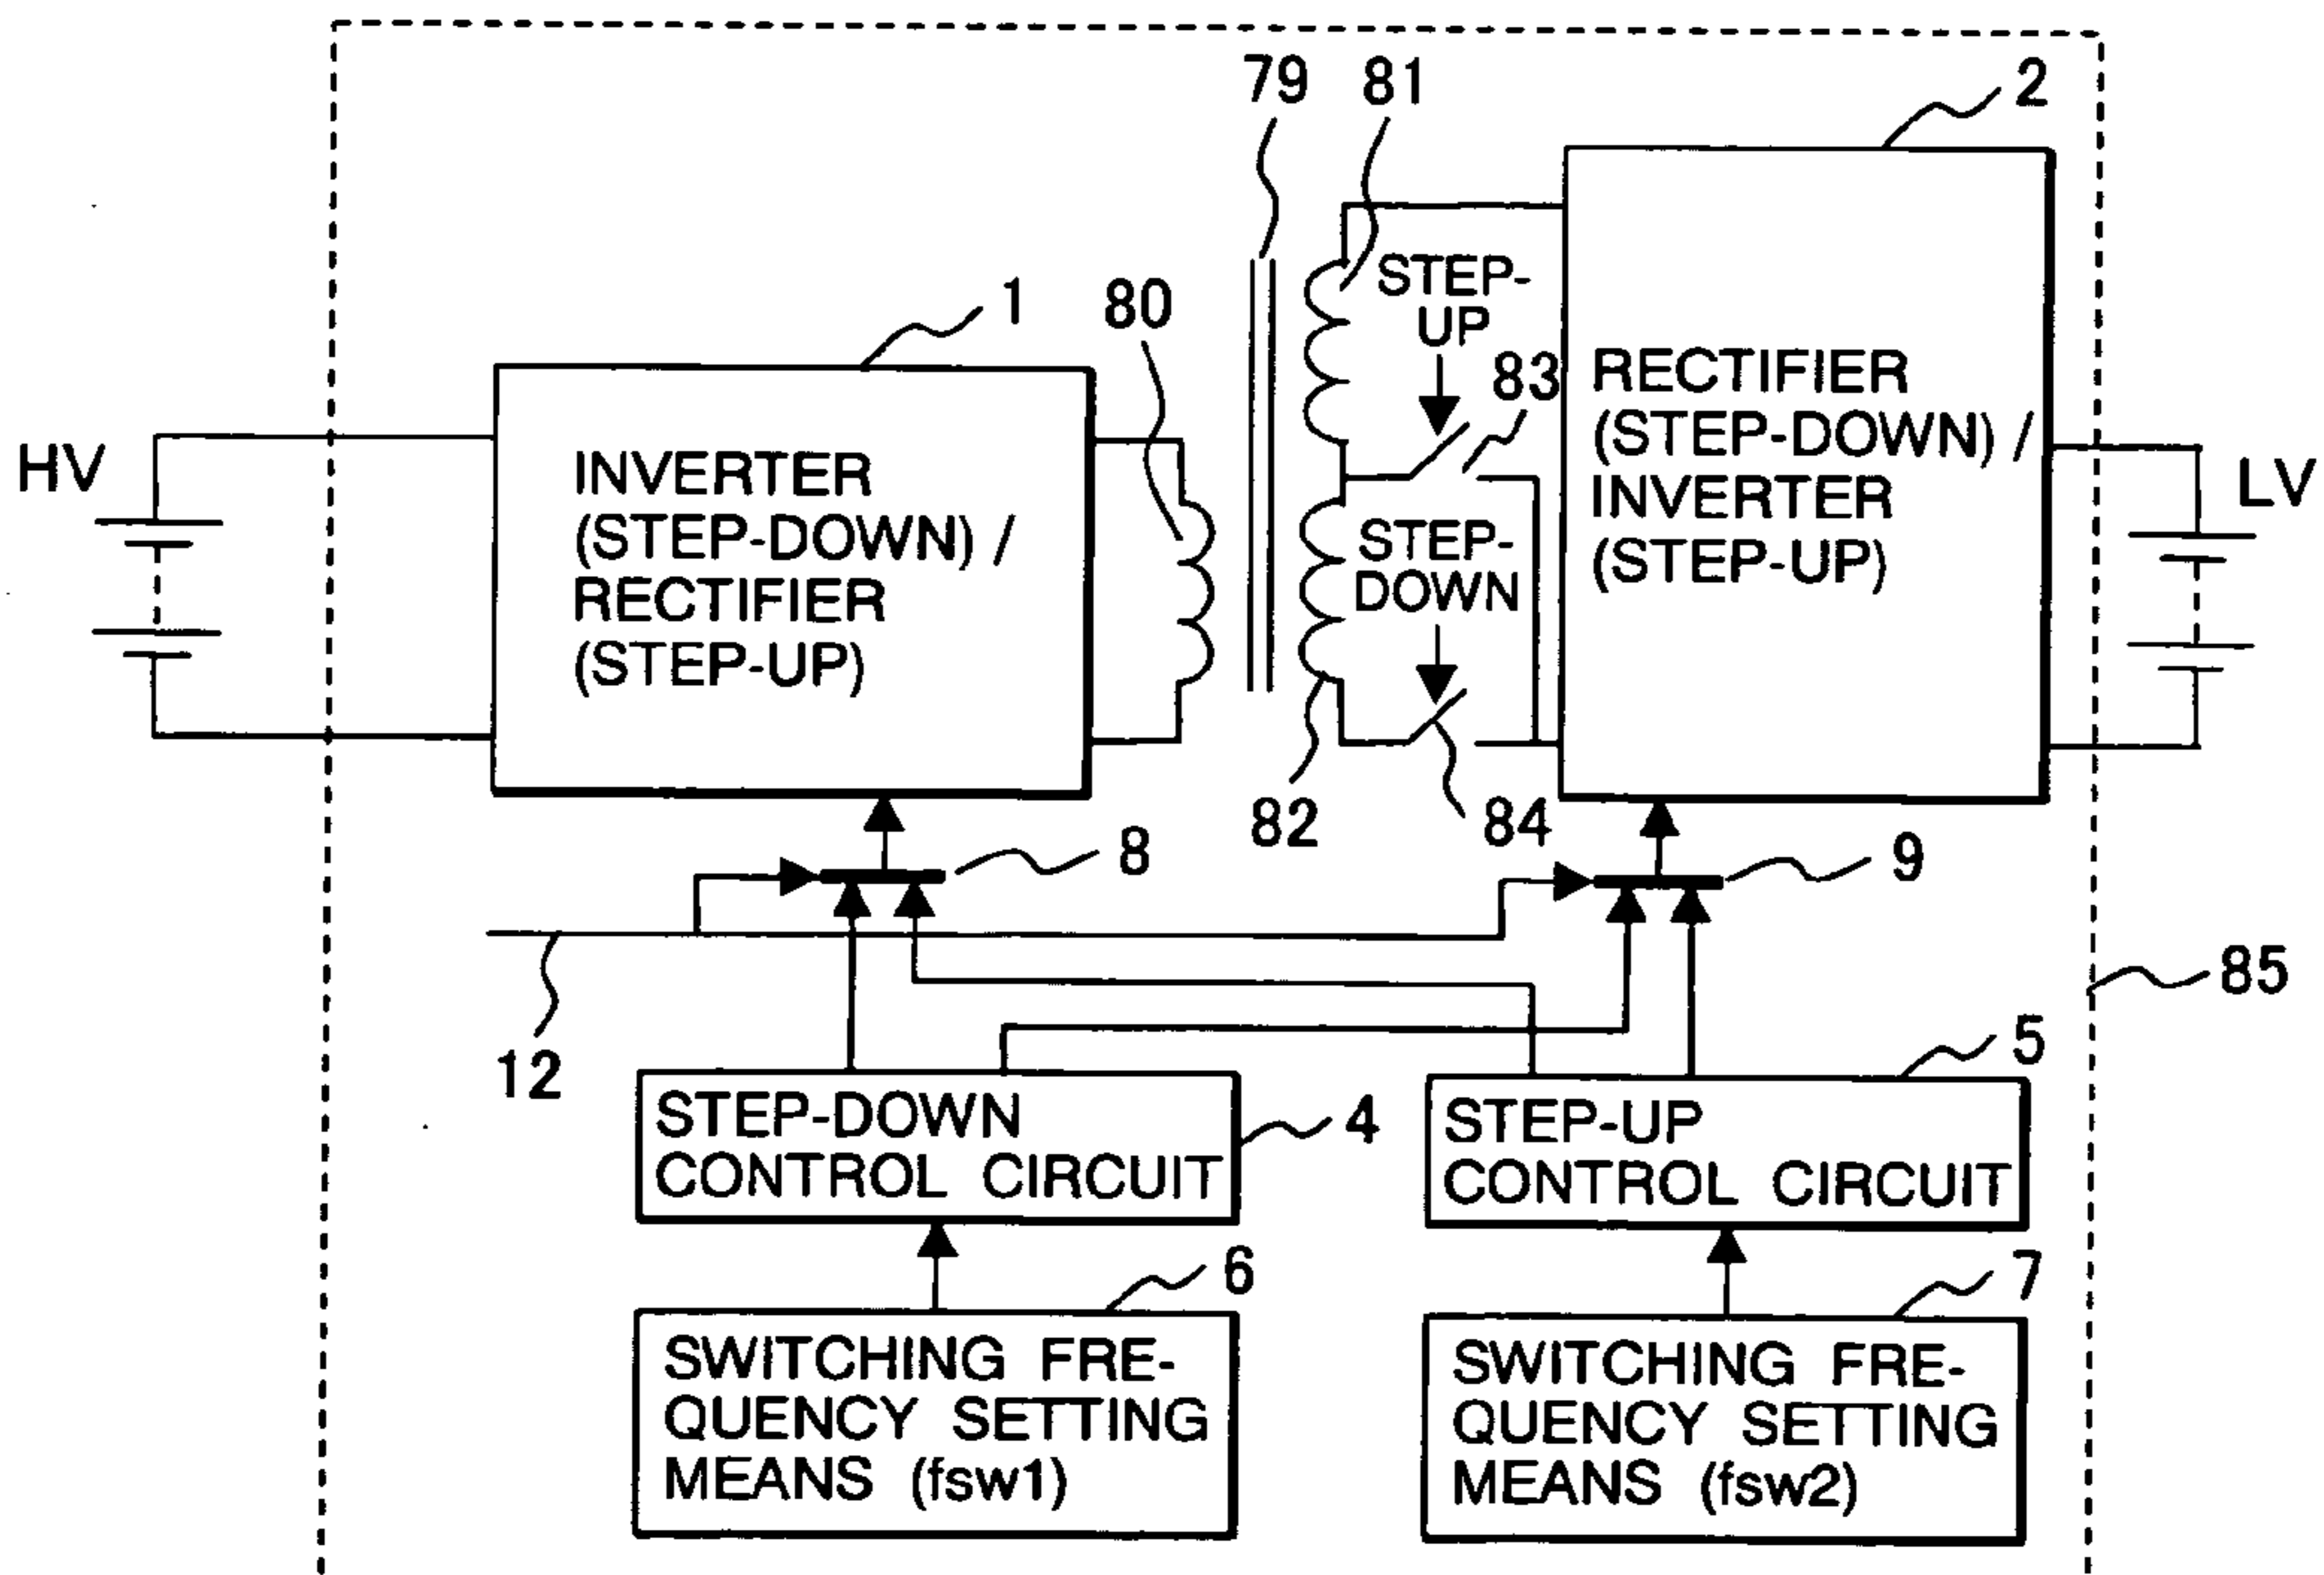 79
81
2
80
1
STEP-
UP
83
HV
INVERTER
(STEP-DOWN) /
RECTIFIER
(STEP-UP)
RECTIFIER
(STEP-DOWN) /
INVERTER
(STEP-UP)
LV
STEP-
DOWN
82
84
8
9
12
85
5
STEP-DOWN
CONTROL CIRCUIT
4
STEP-UP
CONTROL CIRCUIT
6
7
SWITCHING FRE-
QUENCY SETTING
MEANS (fsw1)
SWITCHING FRE-
QUENCY SETTING
MEANS (fsw2)